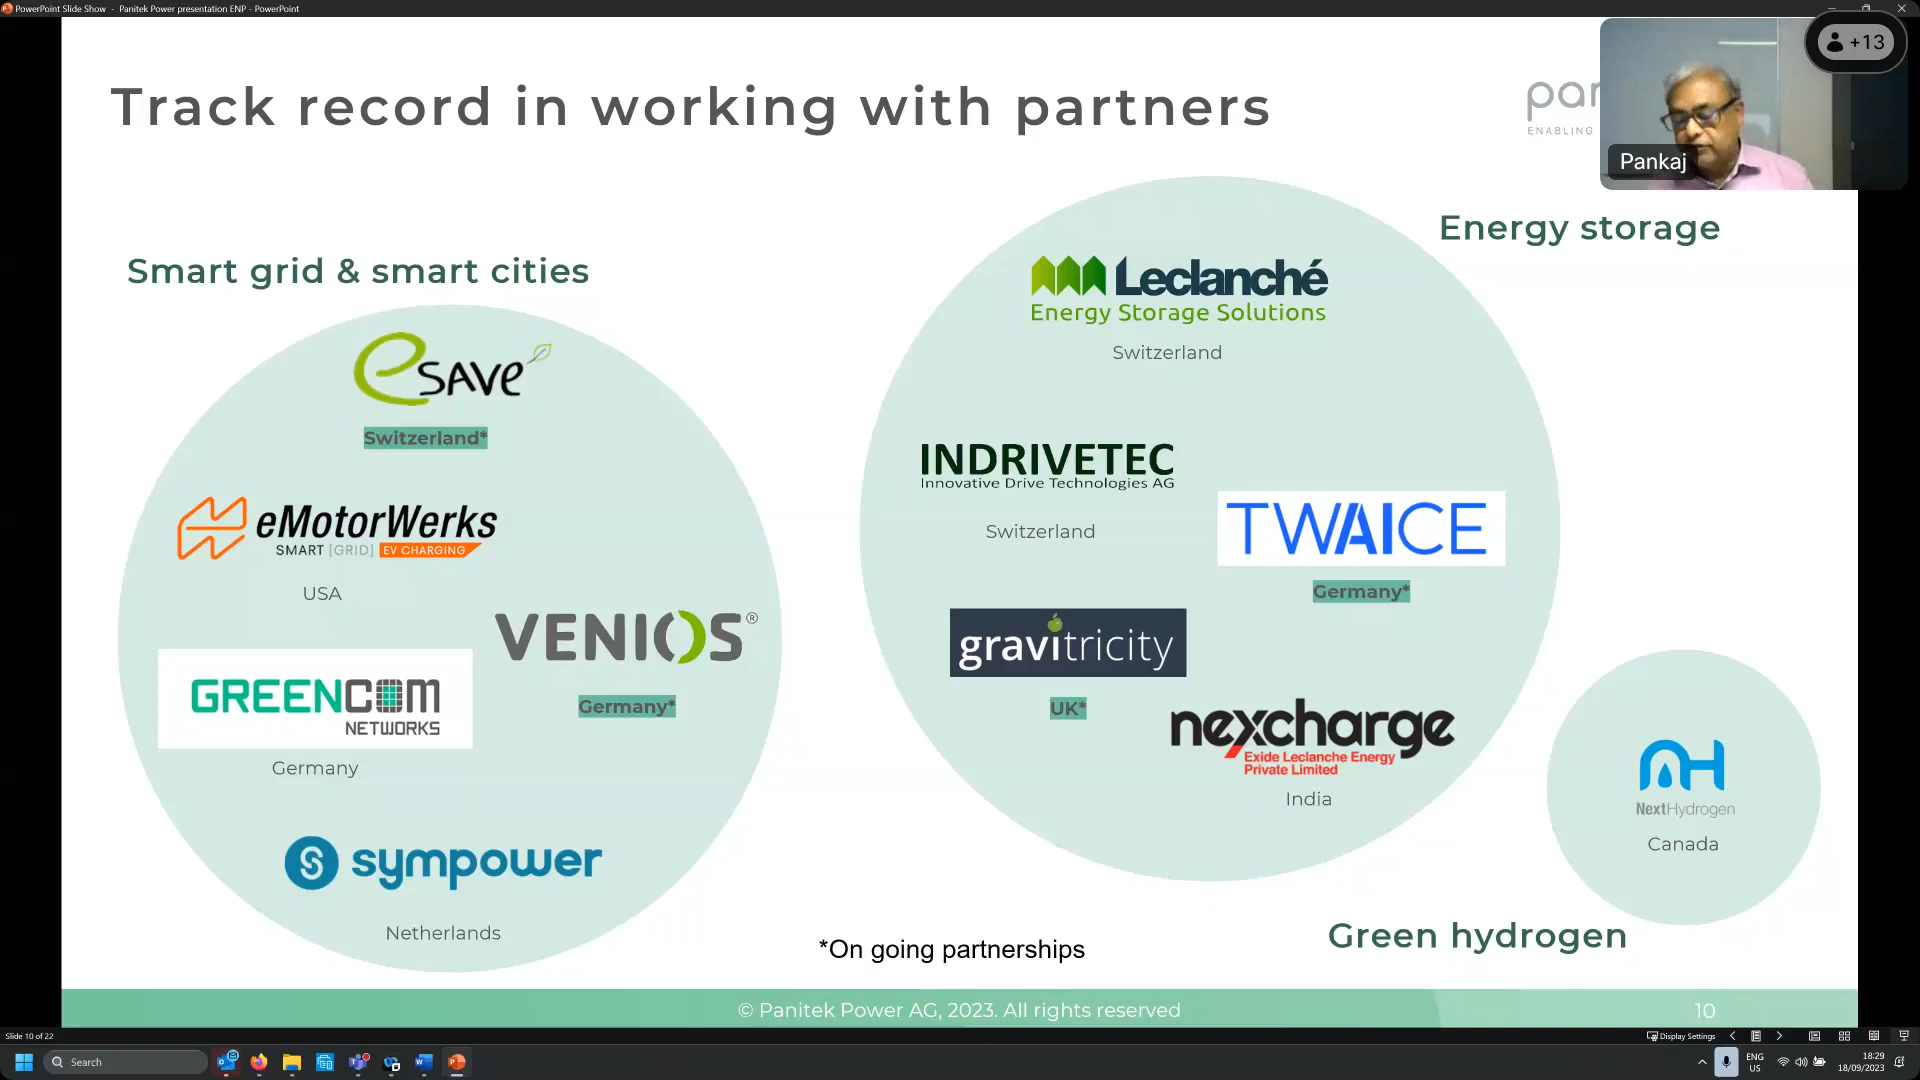 PowerPoint Slide Show - Panitek Power presentation ENP - PowerPoint
+13
Track record in working with partners
ENABLING
Pankaj
Energy storage
Smart grid & smart cities
Leclanché
Energy Storage Solutions
Switzerland
eSAVe
Switzerland*
INDRIVETEC
Innovative Drive Technologies AG
Switzerland
TWAICE
Germany*
eMotorWerks
SMART [GRID] EV CHARGING
USA
VENIOS®
Germany*
gravitricity
UK*
GREENCOM
NETWORKS
Germany
nexcharge
Exide Leclanche Energy
Private Limited
India
NextHydrogen
Canada
sympower
Netherlands
*On going partnerships
Green hydrogen
© Panitek Power AG, 2023. All rights reserved
10
Slide 10 of 22
Display Settings
Search
ENG
US
18:29
18/09/2023